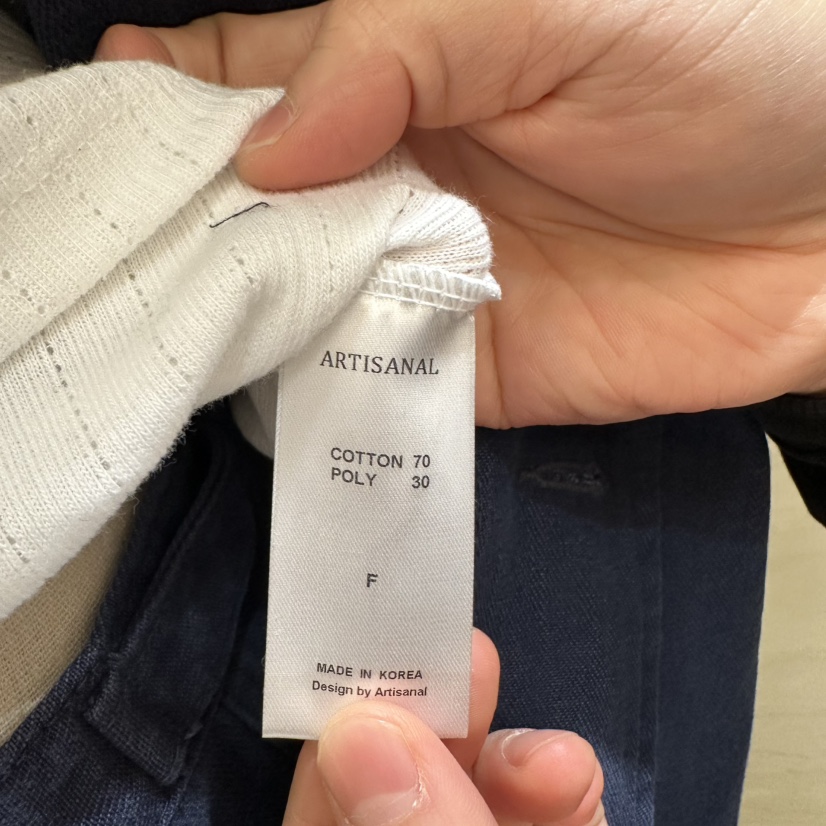 ARTISANAL
COTTON 70
POLY 30
F
MADE IN KOREA
Design by Artisanal